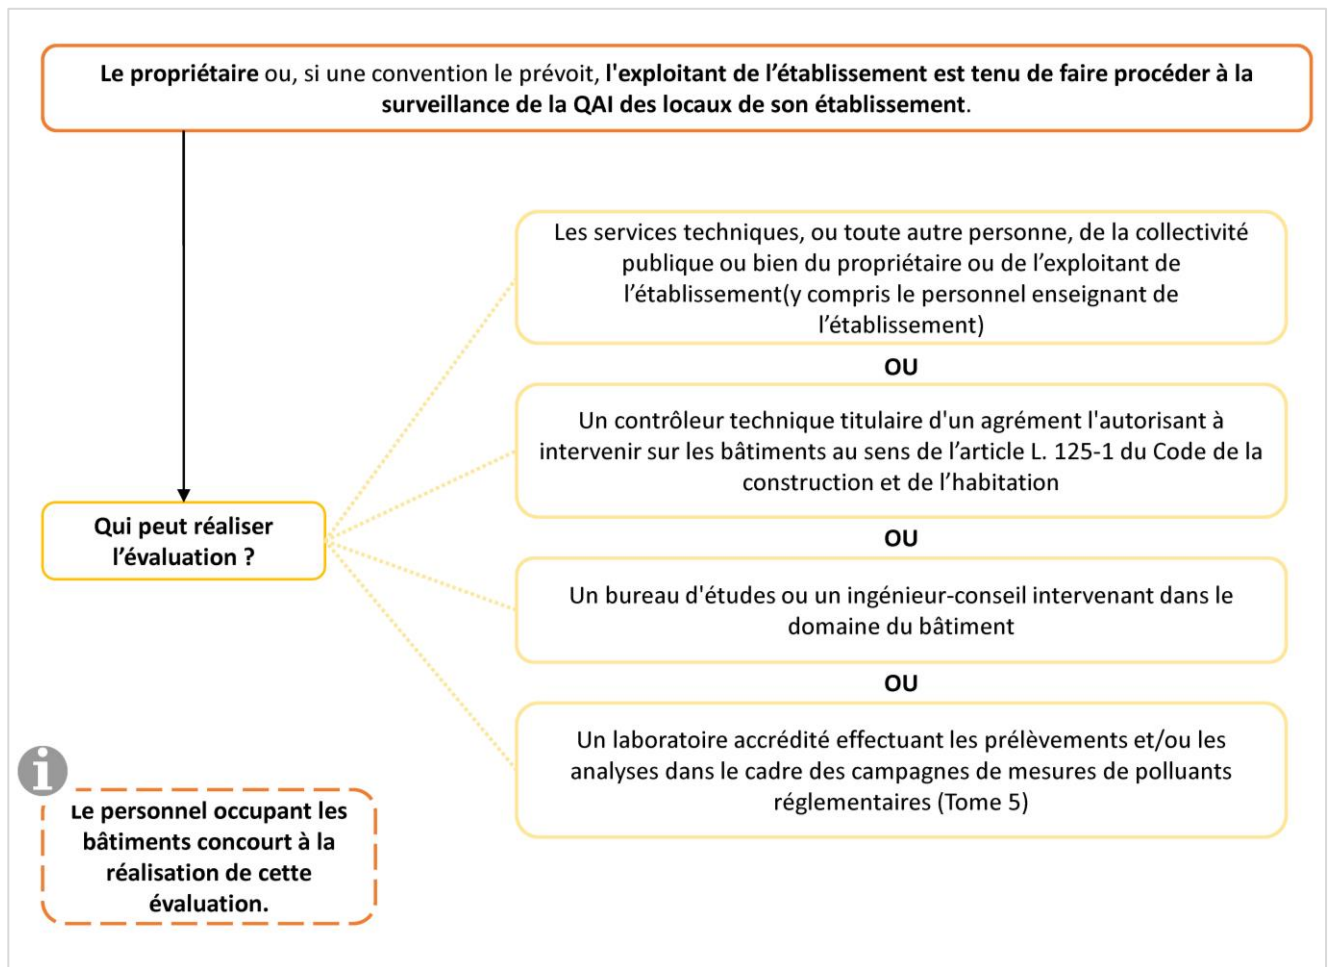 Le propriétaire ou, si une convention le prévoit, l'exploitant de l’établissement est tenu de faire procéder à la
surveillance de la QAI des locaux de son établissement.
Les services techniques, ou toute autre personne, de la collectivité
publique ou bien du propriétaire ou de l’exploitant de
l’établissement(y compris le personnel enseignant de
l’établissement)
OU
Un contrôleur technique titulaire d'un agrément l'autorisant à
intervenir sur les bâtiments au sens de l’article L. 125-1 du Code de la
construction et de l’habitation
Qui peut réaliser
l’évaluation ?
OU
Un bureau d'études ou un ingénieur-conseil intervenant dans le
domaine du bâtiment
OU
Un laboratoire accrédité effectuant les prélèvements et/ou les
analyses dans le cadre des campagnes de mesures de polluants
réglementaires (Tome 5)
i
Le personnel occupant les
bâtiments concourt à la
réalisation de cette
évaluation.